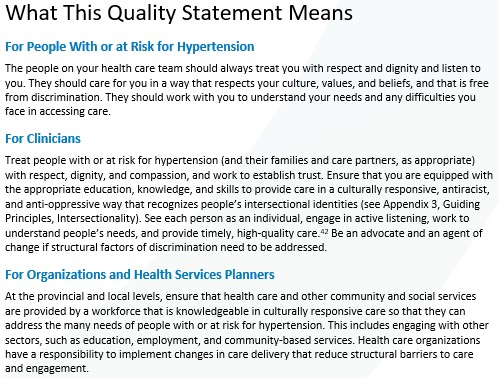 What This Quality Statement Means
For People With or at Risk for Hypertension
The people on your health care team should always treat you with respect and dignity and listen to
you. They should care for you in a way that respects your culture, values, and beliefs, and that is free
from discrimination. They should work with you to understand your needs and any difficulties you
face in accessing care.
For Clinicians
Treat people with or at risk for hypertension (and their families and care partners, as appropriate)
with respect, dignity, and compassion, and work to establish trust. Ensure that you are equipped with
the appropriate education, knowledge, and skills to provide care in a culturally responsive, antiracist,
and anti-oppressive way that recognizes people's intersectional identities (see Appendix 3, Guiding
Principles, Intersectionality). See each person as an individual, engage in active listening, work to
understand people's needs, and provide timely, high-quality care.⁴² Be an advocate and an agent of
change if structural factors of discrimination need to be addressed.
For Organizations and Health Services Planners
At the provincial and local levels, ensure that health care and other community and social services
are provided by a workforce that is knowledgeable in culturally responsive care so that they can
address the many needs of people with or at risk for hypertension. This includes engaging with other
sectors, such as education, employment, and community-based services. Health care organizations
have a responsibility to implement changes in care delivery that reduce structural barriers to care
and engagement.